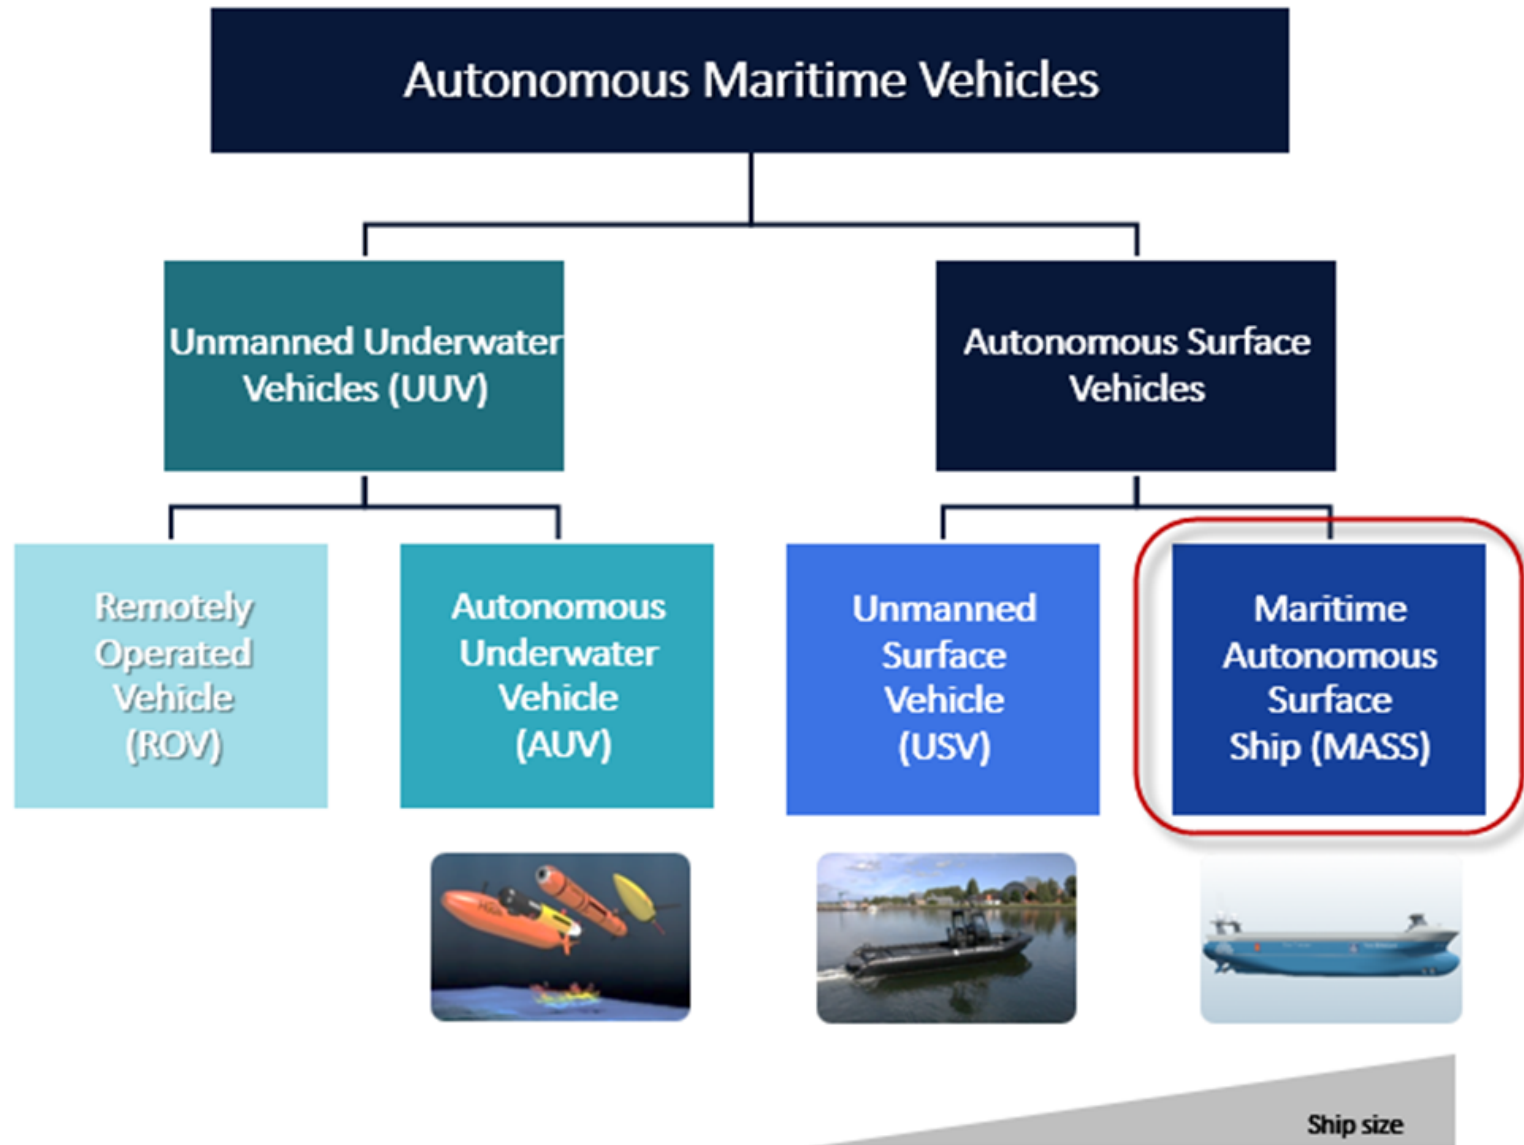 Autonomous Maritime Vehicles
Unmanned Underwater
Vehicles (UUV)
Autonomous Surface
Vehicles
Remotely
Operated
Vehicle
(ROV)
Autonomous
Underwater
Vehicle
(AUV)
Unmanned
Surface
Vehicle
(USV)
Maritime
Autonomous
Surface
Ship (MASS)
Ship size